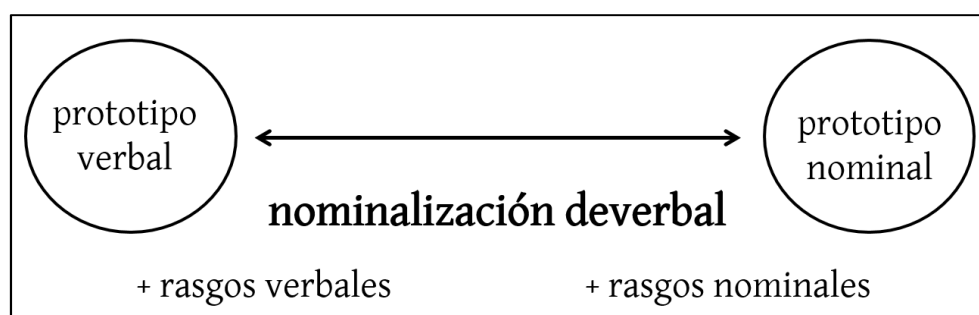 prototipo
verbal
prototipo
nominal
nominalización deverbal
+ rasgos verbales
+ rasgos nominales